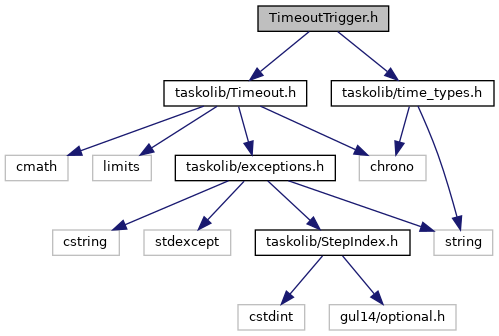 TimeoutTrigger.h
taskolib/Timeout.h
taskolib/time_types.h
cmath
limits
taskolib/exceptions.h
chrono
cstring
stdexcept
taskolib/StepIndex.h
string
cstdint
gul14/optional.h